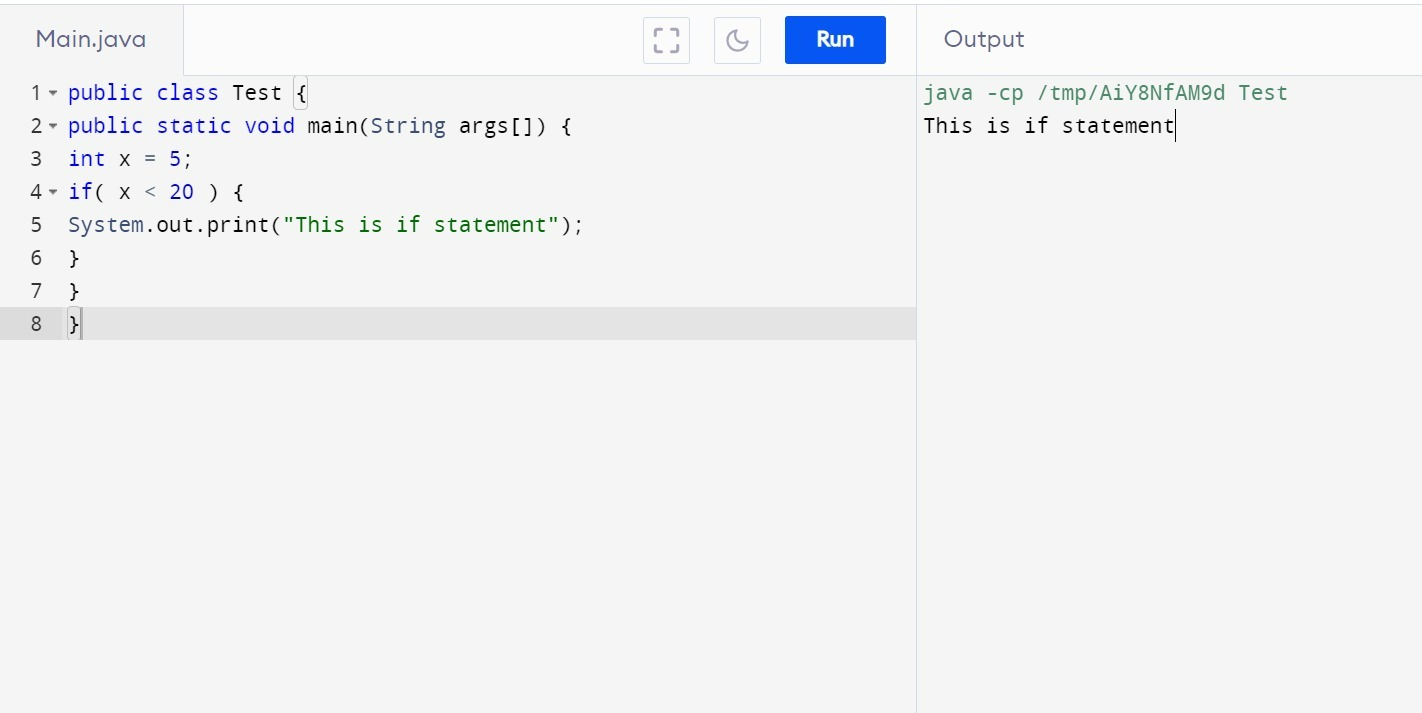 Main.java
Run
Output
1 public class Test {
2 public static void main(String args[]) {
3 int x = 5;
4 if( x < 20 ) {
5 System.out.print("This is if statement");
6 }
7 }
8 }
java -cp /tmp/AiY8NfAM9d Test
This is if statement